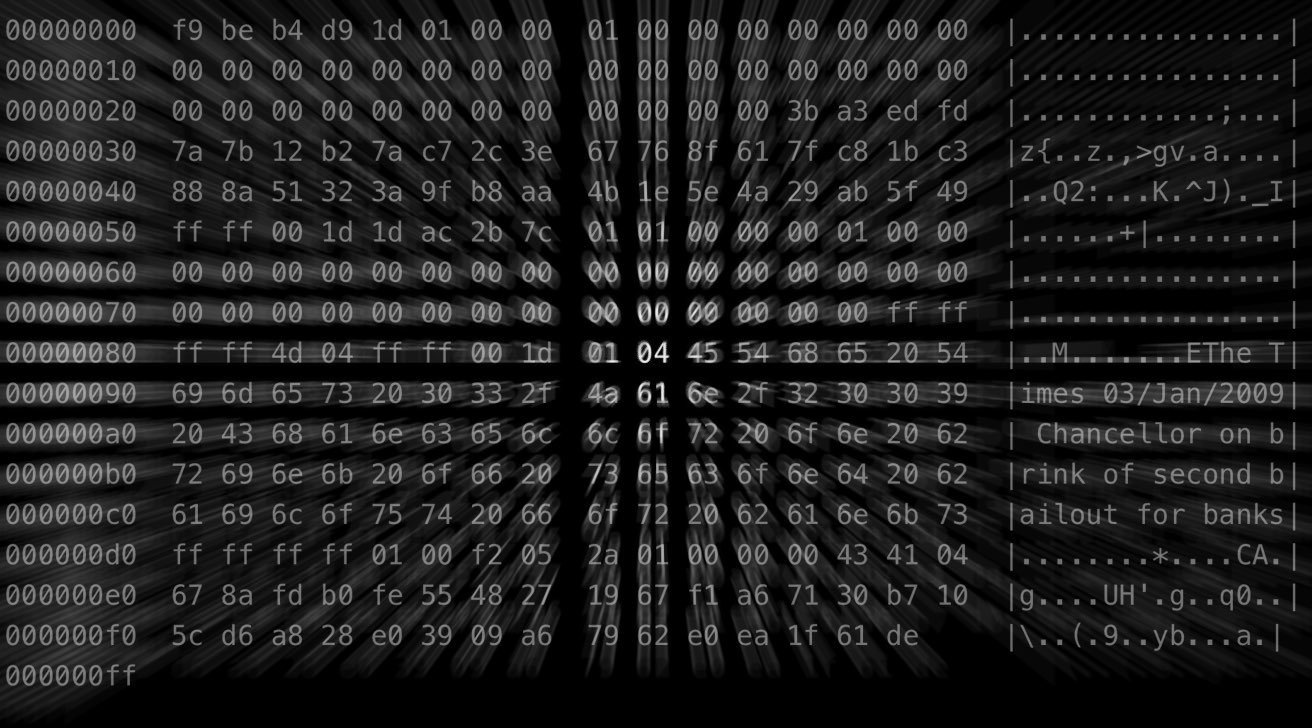 00000000 f9 be b4 d9 1d 01 00 00 01 00 00 00 00 00 00 00 |................|
00000010 00 00 00 00 00 00 00 00 00 00 00 00 00 00 00 00 |................|
00000020 00 00 00 00 00 00 00 00 00 00 00 00 3b a3 ed fd |............;...|
00000030 7a 7b 12 b2 7a c7 2c 3e 67 76 8f 61 7f c8 1b c3 |z{..z.,>gv.a....|
00000040 88 8a 51 32 3a 9f b8 aa 4b 1e 5e 4a 29 ab 5f 49 |..Q2:...K.^J)._I|
00000050 ff ff 00 1d 1d ac 2b 7c 01 01 00 00 00 01 00 00 |......+|........|
00000060 00 00 00 00 00 00 00 00 00 00 00 00 00 00 00 00 |................|
00000070 00 00 00 00 00 00 00 00 00 00 00 00 00 00 ff ff |................|
00000080 ff ff 4d 04 ff ff 00 1d 01 04 45 54 68 65 20 54 |..M.......EThe T|
00000090 69 6d 65 73 20 30 33 2f 4a 61 6e 2f 32 30 30 39 |imes 03/Jan/2009|
000000a0 20 43 68 61 6e 63 65 6c 6c 6f 72 20 6f 6e 20 62 | Chancellor on b|
000000b0 72 69 6e 6b 20 6f 66 20 73 65 63 6f 6e 64 20 62 |rink of second b|
000000c0 61 69 6c 6f 75 74 20 66 6f 72 20 62 61 6e 6b 73 |ailout for banks|
000000d0 ff ff ff ff 01 00 f2 05 2a 01 00 00 00 43 41 04 |........*....CA.|
000000e0 67 8a fd b0 fe 55 48 27 19 67 f1 a6 71 30 b7 10 |g....UH'.g..q0..|
000000f0 5c d6 a8 28 e0 39 09 a6 79 62 e0 ea 1f 61 de |\..(.9..yb...a.|
000000ff